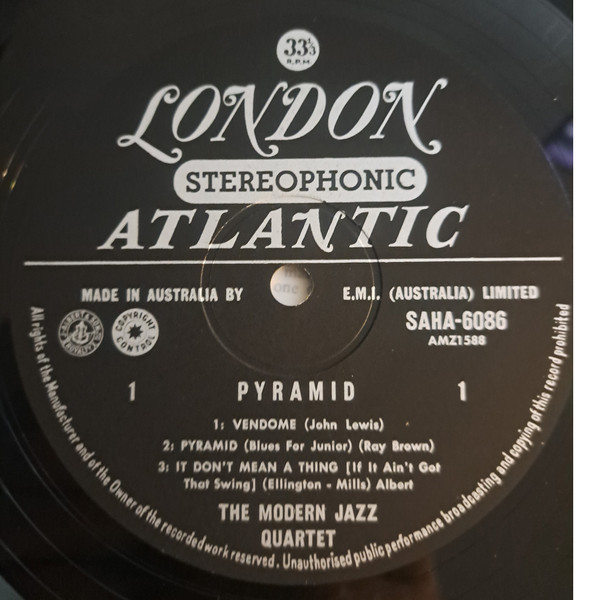 33⅓
R.P.M.
LONDON
STEREOPHONIC
ATLANTIC
MADE IN AUSTRALIA BY E.M.I. (AUSTRALIA) LIMITED
SAHA-6086
AMZ1588
COPYRIGHT CONTROL
1 PYRAMID 1
1: VENDOME (John Lewis)
2: PYRAMID (Blues For Junior) (Ray Brown)
3: IT DON'T MEAN A THING [If It Ain't Got
That Swing] (Ellington - Mills) Albert
THE MODERN JAZZ
QUARTET
All rights of the Manufacturer and of the Owner of the recorded work reserved. Unauthorised public performance broadcasting and copying of this record prohibited
one